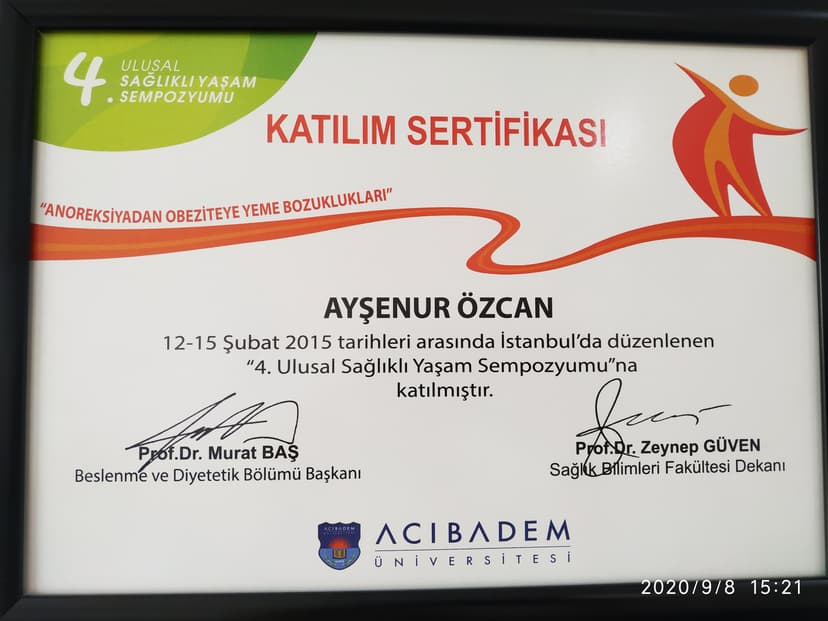 4. ULUSAL
SAĞLIKLI YAŞAM
SEMPOZYUMU
KATILIM SERTİFİKASI
“ANOREKSİYADAN OBEZİTEYE YEME BOZUKLUKLARI”
AYŞENUR ÖZCAN
12-15 Şubat 2015 tarihleri arasında İstanbul’da düzenlenen
“4. Ulusal Sağlıklı Yaşam Sempozyumu”na
katılmıştır.
Prof.Dr. Murat BAŞ
Beslenme ve Diyetetik Bölümü Başkanı
Prof.Dr. Zeynep GÜVEN
Sağlık Bilimleri Fakültesi Dekanı
ACIBADEM
ACIBADEM
ÜNİVERSİTESİ
2020/9/8 15:21